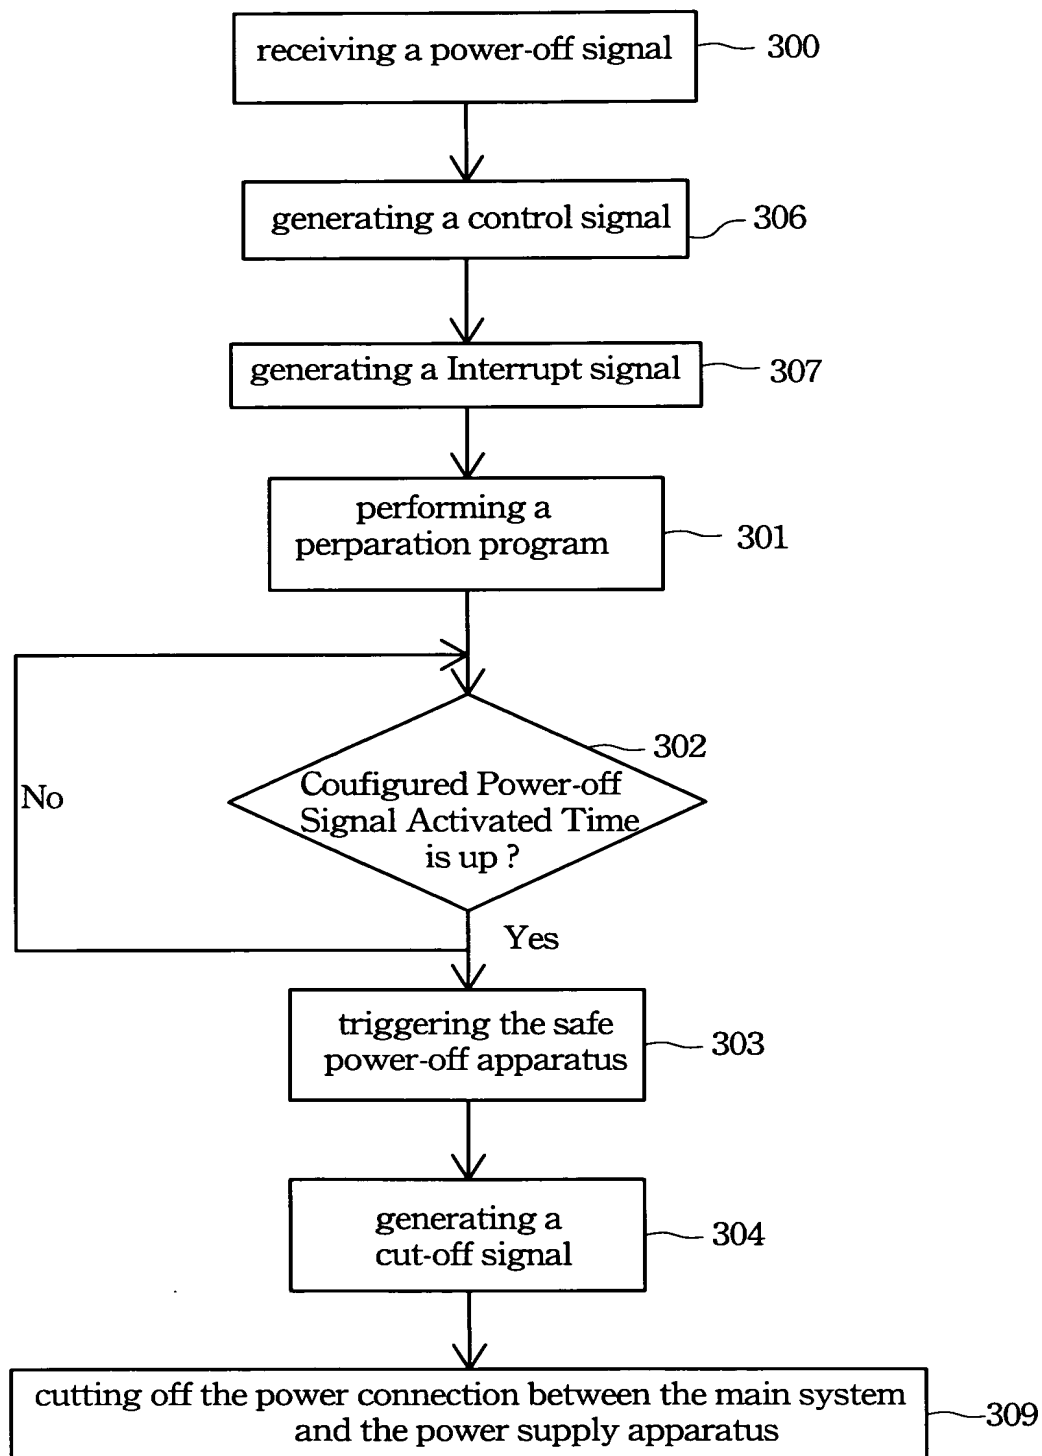 receiving a power-off signal
300
generating a control signal
306
generating a Interrupt signal
307
performing a
perparation program
301
302
Coufigured Power-off
Signal Activated Time
is up ?
No
Yes
triggering the safe
power-off apparatus
303
generating a
cut-off signal
304
cutting off the power connection between the main system
and the power supply apparatus
309